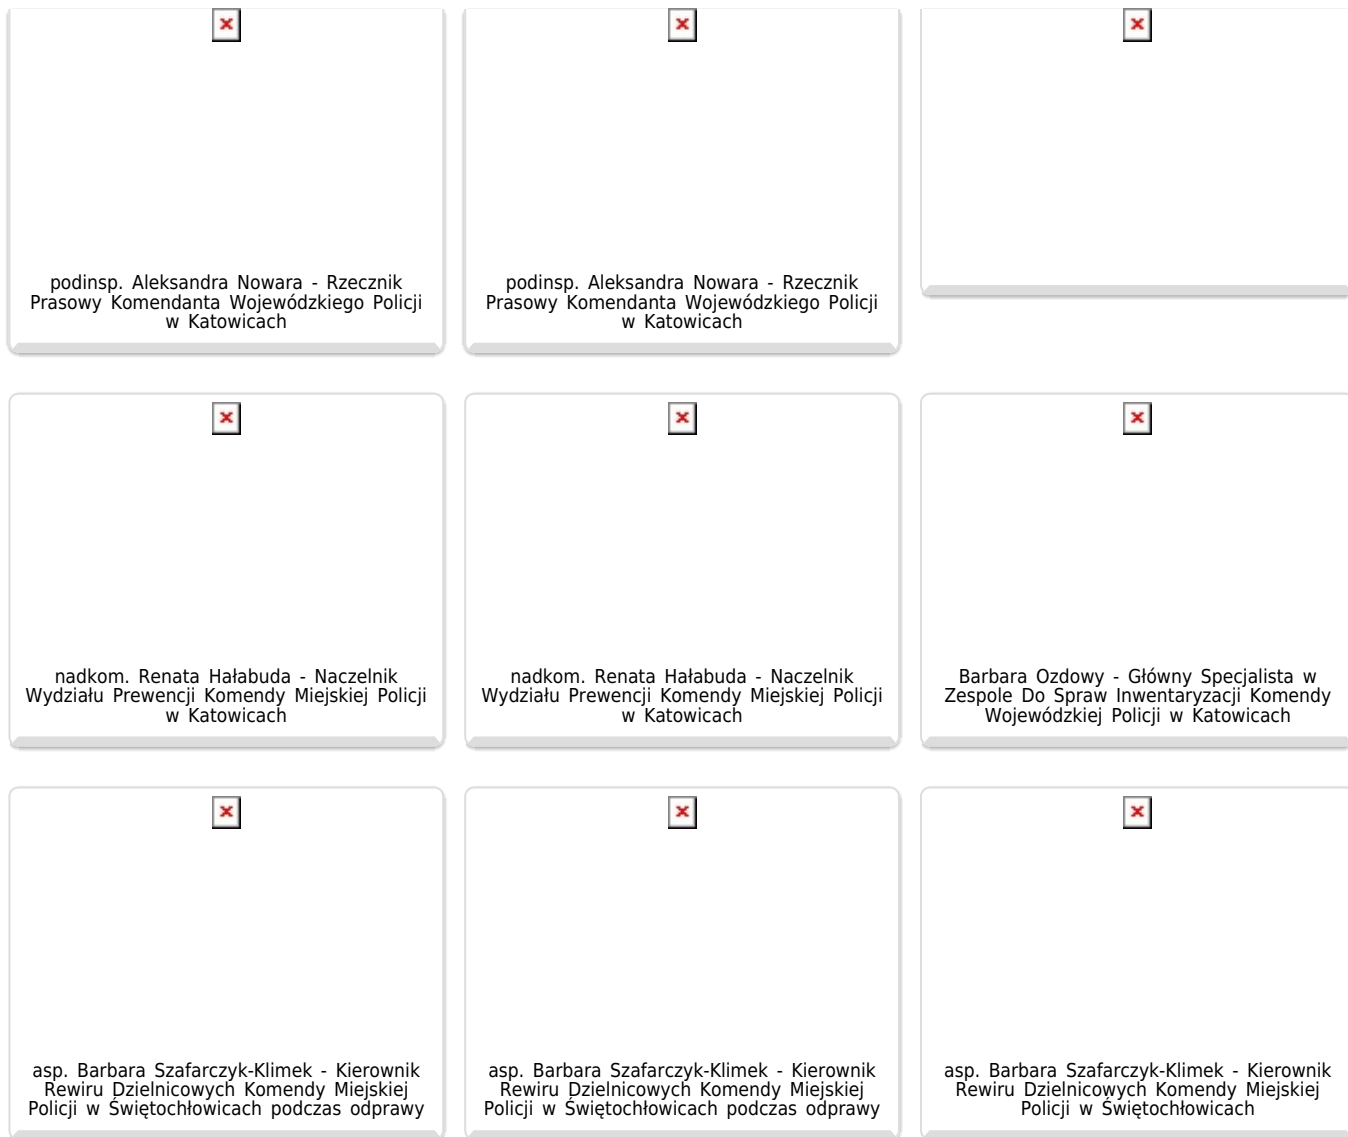 podinsp. Aleksandra Nowara - Rzecznik
Prasowy Komendanta Wojewódzkiego Policji
w Katowicach
podinsp. Aleksandra Nowara - Rzecznik
Prasowy Komendanta Wojewódzkiego Policji
w Katowicach
nadkom. Renata Hałabuda - Naczelnik
Wydziału Prewencji Komendy Miejskiej Policji
w Katowicach
nadkom. Renata Hałabuda - Naczelnik
Wydziału Prewencji Komendy Miejskiej Policji
w Katowicach
Barbara Ozdowy - Główny Specjalista w
Zespole Do Spraw Inwentaryzacji Komendy
Wojewódzkiej Policji w Katowicach
asp. Barbara Szafarczyk-Klimek - Kierownik
Rewiru Dzielnicowych Komendy Miejskiej
Policji w Świętochłowicach podczas odprawy
asp. Barbara Szafarczyk-Klimek - Kierownik
Rewiru Dzielnicowych Komendy Miejskiej
Policji w Świętochłowicach podczas odprawy
asp. Barbara Szafarczyk-Klimek - Kierownik
Rewiru Dzielnicowych Komendy Miejskiej
Policji w Świętochłowicach